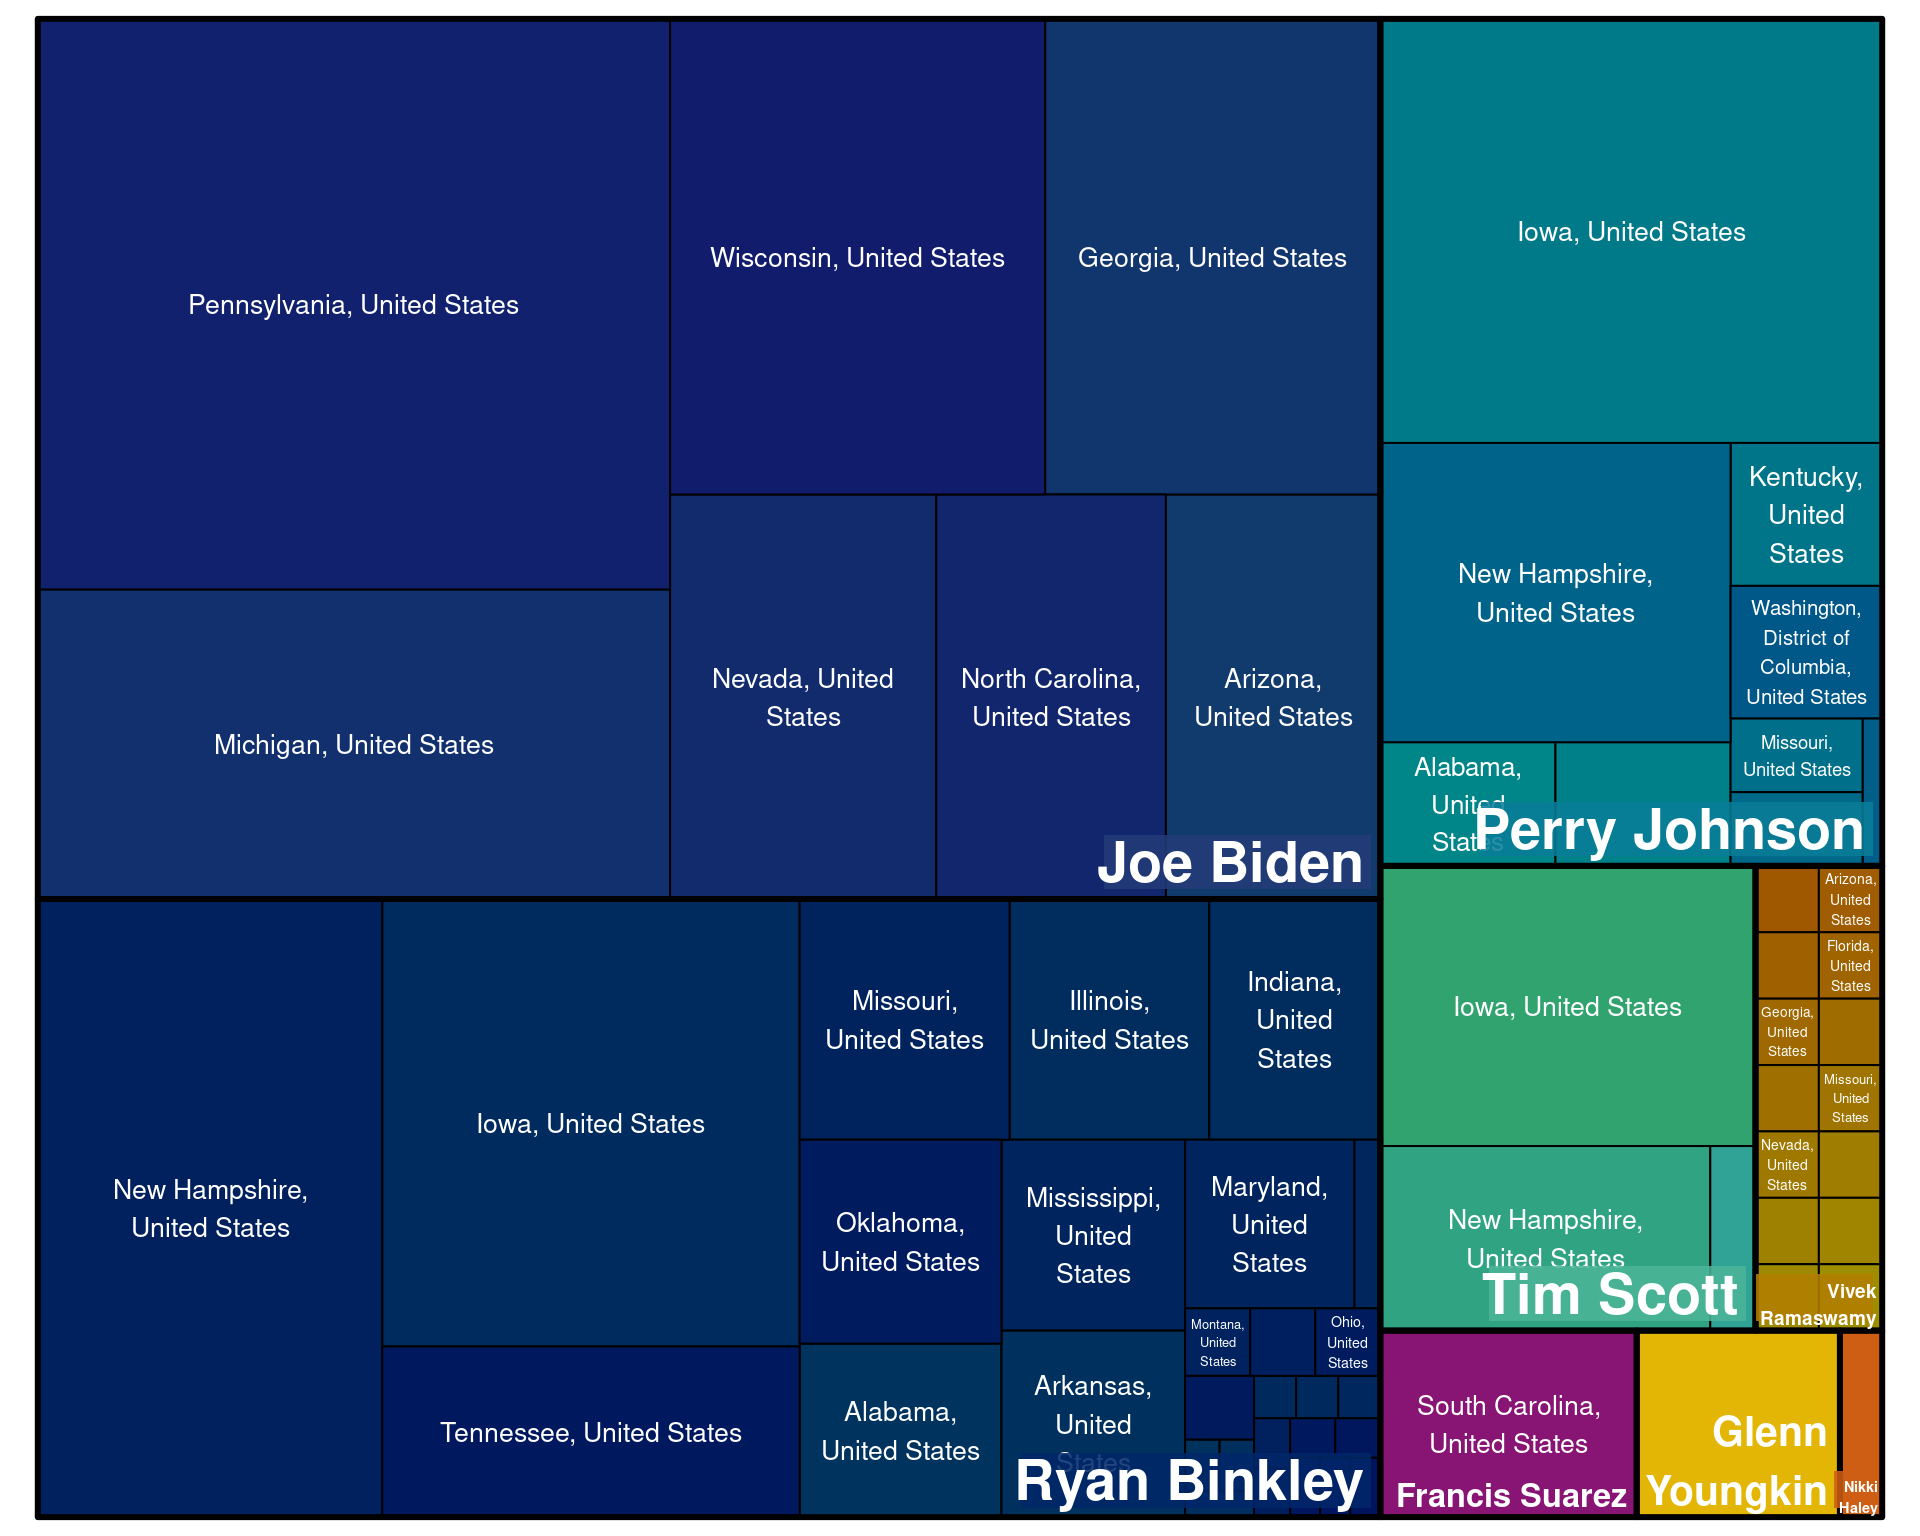 Pennsylvania, United States
Wisconsin, United States
Georgia, United States
Michigan, United States
Nevada, United
States
North Carolina,
United States
Arizona,
United States
Joe Biden
Iowa, United States
New Hampshire,
United States
Kentucky,
United
States
Washington,
District of
Columbia,
United States
Missouri,
United States
Alabama,
United
States
Perry Johnson
New Hampshire,
United States
Iowa, United States
Tennessee, United States
Missouri,
United States
Illinois,
United States
Indiana,
United
States
Oklahoma,
United States
Mississippi,
United
States
Maryland,
United
States
Alabama,
United States
Arkansas,
United
States
Montana,
United
States
Ohio,
United
States
Ryan Binkley
Iowa, United States
New Hampshire,
United States
Tim Scott
Arizona,
United
States
Florida,
United
States
Georgia,
United
States
Missouri,
United
States
Nevada,
United
States
Vivek
Ramaswamy
South Carolina,
United States
Francis Suarez
Glenn
Youngkin
Nikki
Haley